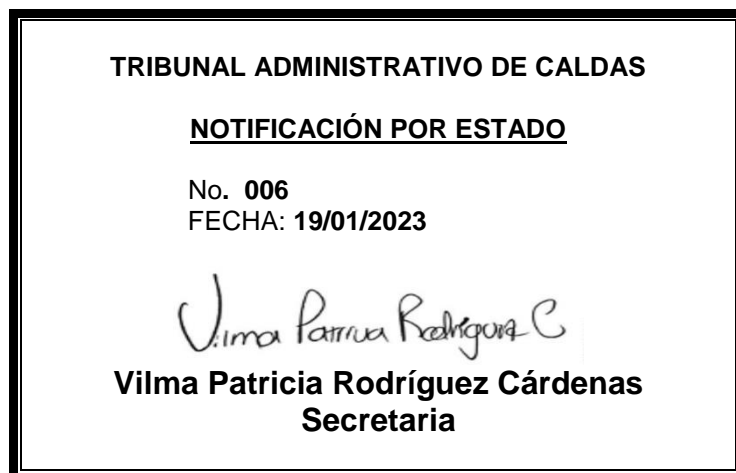 TRIBUNAL ADMINISTRATIVO DE CALDAS
NOTIFICACIÓN POR ESTADO
No. 006
FECHA: 19/01/2023
Vilma Patricia Rodríguez C
Vilma Patricia Rodríguez Cárdenas
Secretaria